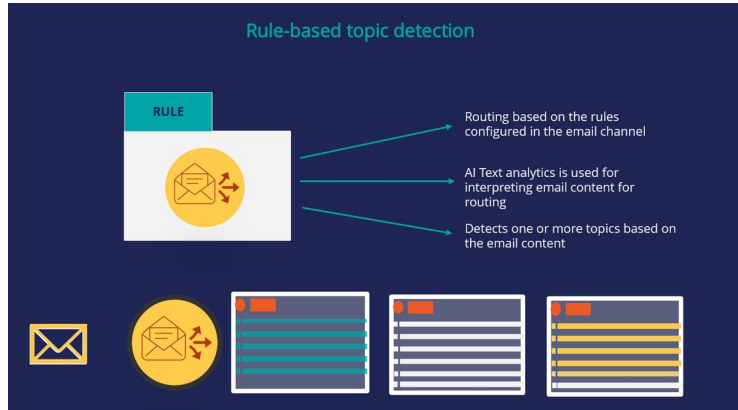 Rule-based topic detection
RULE
Routing based on the rules
configured in the email channel
AI Text analytics is used for
interpreting email content for
routing
Detects one or more topics based on
the email content